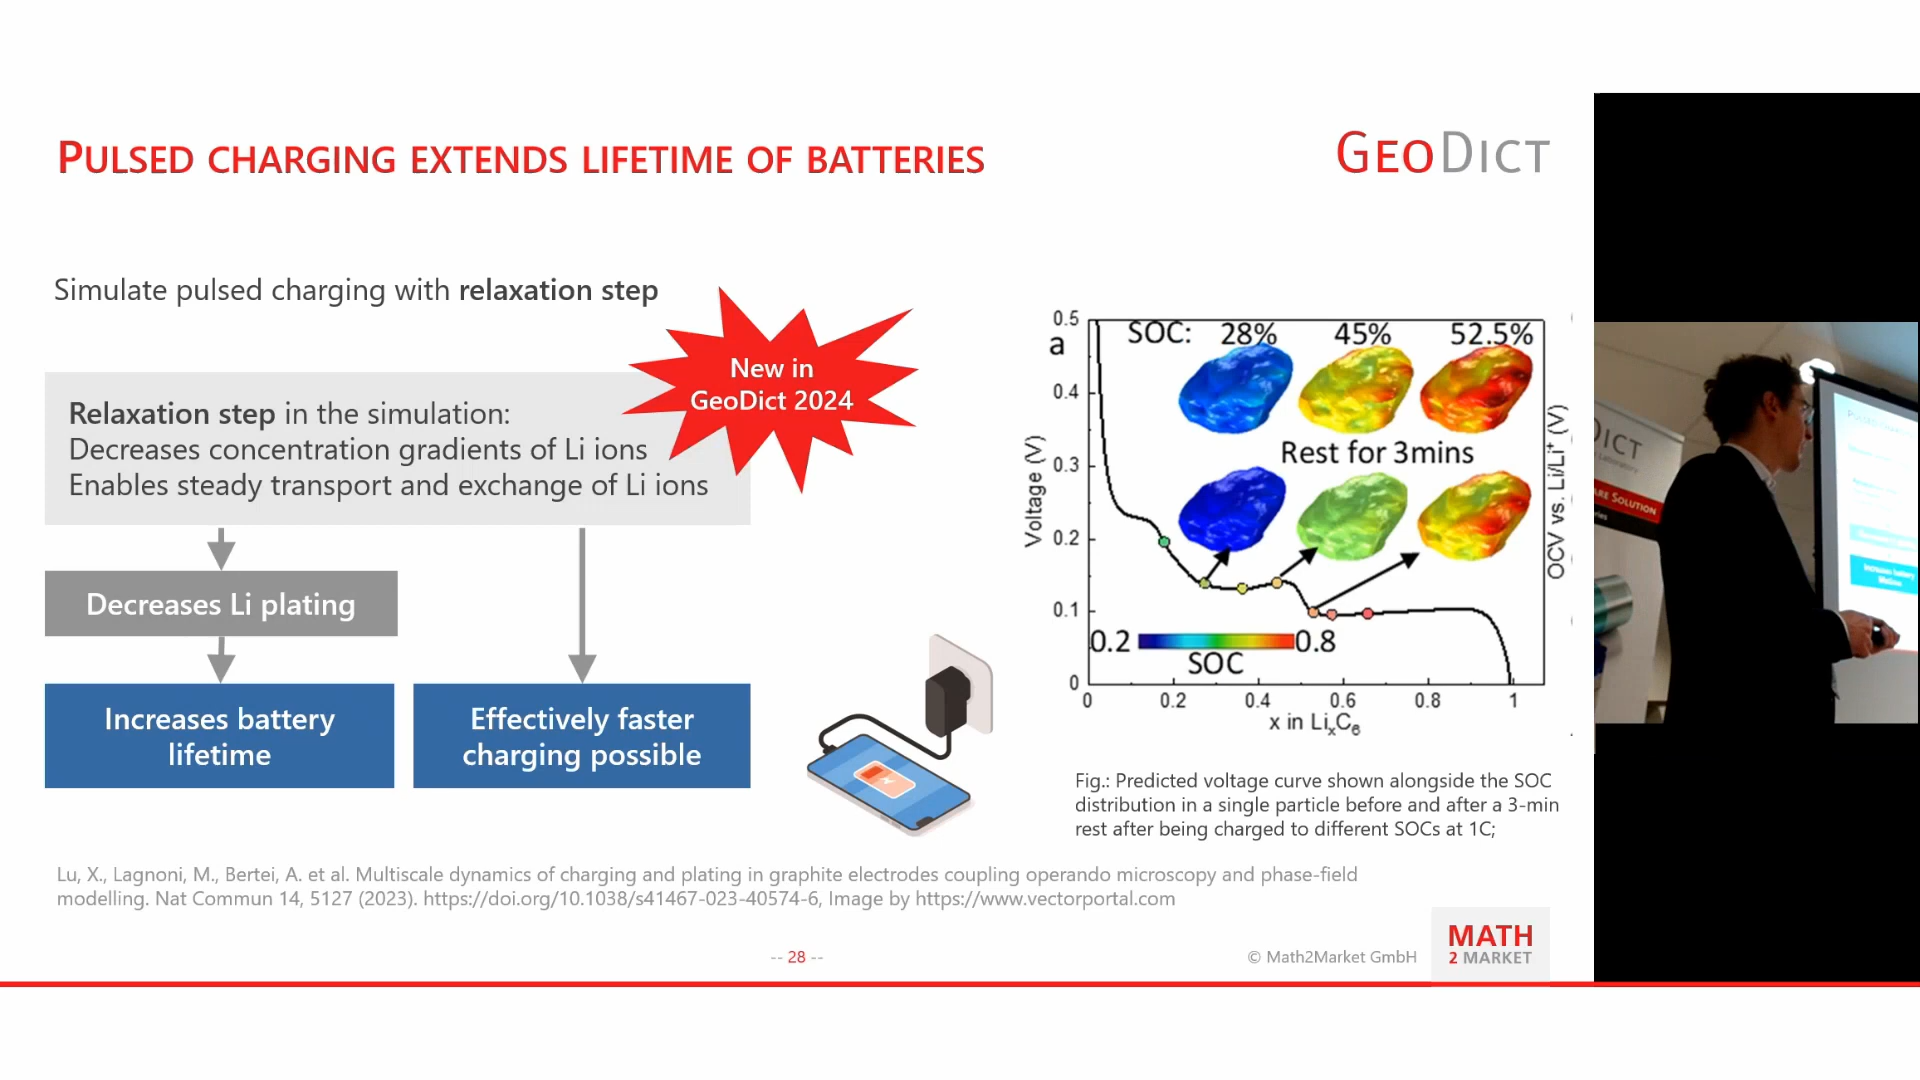 PULSED CHARGING EXTENDS LIFETIME OF BATTERIES
GEODICT
Simulate pulsed charging with relaxation step
New in
GeoDict 2024
Relaxation step in the simulation:
Decreases concentration gradients of Li ions
Enables steady transport and exchange of Li ions
Decreases Li plating
Increases battery
lifetime
Effectively faster
charging possible
a
SOC: 28% 45% 52.5%
Rest for 3mins
Voltage (V)
OCV vs. Li/Li⁺ (V)
0.5
0.4
0.3
0.2
0.1
0
0.2 0.8
SOC
0 0.2 0.4 0.6 0.8 1
x in LiₓC₆
Fig.: Predicted voltage curve shown alongside the SOC
distribution in a single particle before and after a 3-min
rest after being charged to different SOCs at 1C;
Lu, X., Lagnoni, M., Bertei, A. et al. Multiscale dynamics of charging and plating in graphite electrodes coupling operando microscopy and phase-field
modelling. Nat Commun 14, 5127 (2023). https://doi.org/10.1038/s41467-023-40574-6, Image by https://www.vectorportal.com
-- 28 --
© Math2Market GmbH
MATH
2 MARKET
DICT
Laboratory
SOLUTION